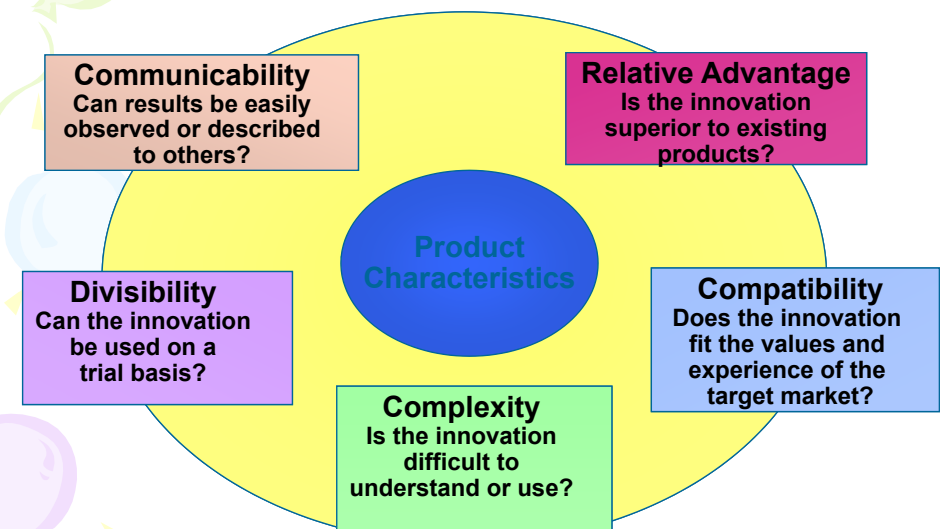 Communicability
Can results be easily
observed or described
to others?
Relative Advantage
Is the innovation
superior to existing
products?
Product
Characteristics
Divisibility
Can the innovation
be used on a
trial basis?
Compatibility
Does the innovation
fit the values and
experience of the
target market?
Complexity
Is the innovation
difficult to
understand or use?